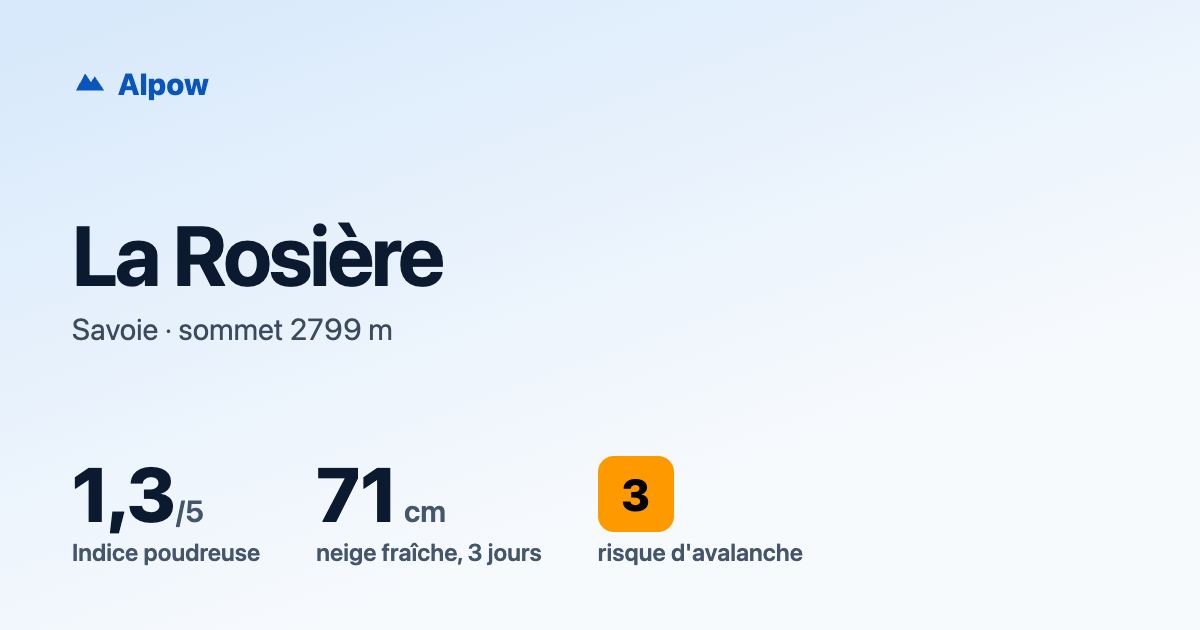 Alpow
La Rosière
Savoie · sommet 2799 m
1,3/5
Indice poudreuse
71 cm
neige fraîche, 3 jours
3
risque d'avalanche